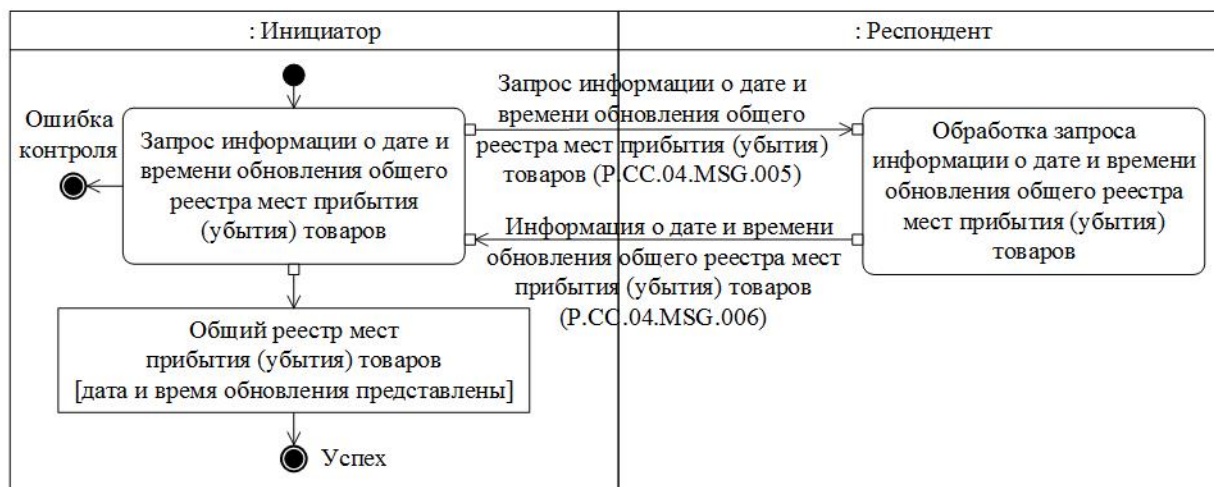 : Инициатор
: Респондент
Ошибка
контроля
Запрос информации о дате и
времени обновления общего
реестра мест прибытия
(убытия) товаров
Запрос информации о дате и
времени обновления общего
реестра мест прибытия (убытия)
товаров (P.CC.04.MSG.005)
Обработка запроса
информации о дате и времени
обновления общего реестра
мест прибытия (убытия)
товаров
Информация о дате и времени
обновления общего реестра мест
прибытия (убытия) товаров
(P.CC.04.MSG.006)
Общий реестр мест
прибытия (убытия) товаров
[дата и время обновления представлены]
Успех